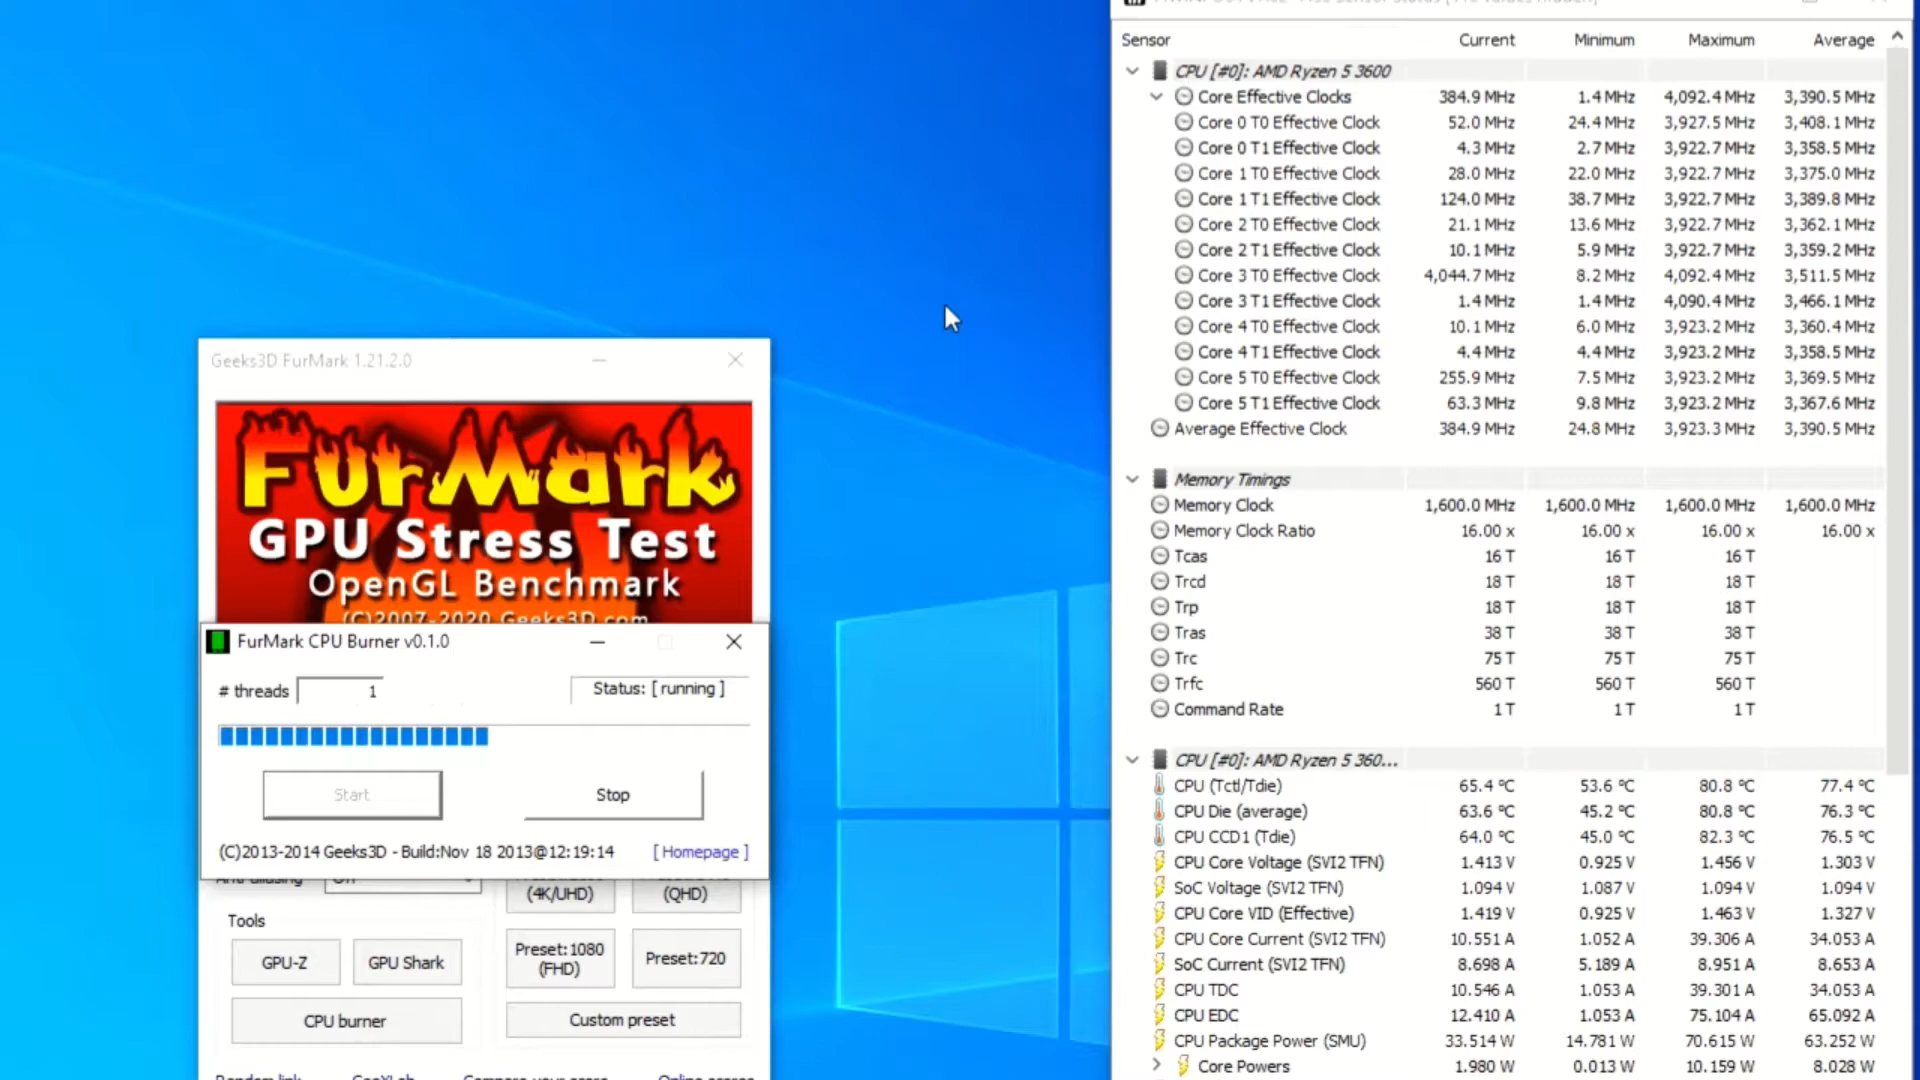 Geeks3D FurMark 1.21.2.0
FurMark
GPU Stress Test
OpenGL Benchmark
(C)2007-2020 Geeks3D.com
FurMark CPU Burner v0.1.0
# threads 1 Status: [ running ]
Start Stop
(C)2013-2014 Geeks3D - Build:Nov 18 2013@12:19:14 [ Homepage ]
(4K/UHD) (QHD)
Tools
GPU-Z GPU Shark Preset:1080 (FHD) Preset:720
CPU burner Custom preset
Sensor Current Minimum Maximum Average
CPU [#0]: AMD Ryzen 5 3600
Core Effective Clocks 384.9 MHz 1.4 MHz 4,092.4 MHz 3,390.5 MHz
Core 0 T0 Effective Clock 52.0 MHz 24.4 MHz 3,927.5 MHz 3,408.1 MHz
Core 0 T1 Effective Clock 4.3 MHz 2.7 MHz 3,922.7 MHz 3,358.5 MHz
Core 1 T0 Effective Clock 28.0 MHz 22.0 MHz 3,922.7 MHz 3,375.0 MHz
Core 1 T1 Effective Clock 124.0 MHz 38.7 MHz 3,922.7 MHz 3,389.8 MHz
Core 2 T0 Effective Clock 21.1 MHz 13.6 MHz 3,922.7 MHz 3,362.1 MHz
Core 2 T1 Effective Clock 10.1 MHz 5.9 MHz 3,922.7 MHz 3,359.2 MHz
Core 3 T0 Effective Clock 4,044.7 MHz 8.2 MHz 4,092.4 MHz 3,511.5 MHz
Core 3 T1 Effective Clock 1.4 MHz 1.4 MHz 4,090.4 MHz 3,466.1 MHz
Core 4 T0 Effective Clock 10.1 MHz 6.0 MHz 3,923.2 MHz 3,360.4 MHz
Core 4 T1 Effective Clock 4.4 MHz 4.4 MHz 3,923.2 MHz 3,358.5 MHz
Core 5 T0 Effective Clock 255.9 MHz 7.5 MHz 3,923.2 MHz 3,369.5 MHz
Core 5 T1 Effective Clock 63.3 MHz 9.8 MHz 3,923.2 MHz 3,367.6 MHz
Average Effective Clock 384.9 MHz 24.8 MHz 3,923.3 MHz 3,390.5 MHz
Memory Timings
Memory Clock 1,600.0 MHz 1,600.0 MHz 1,600.0 MHz 1,600.0 MHz
Memory Clock Ratio 16.00 x 16.00 x 16.00 x 16.00 x
Tcas 16 T 16 T 16 T
Trcd 18 T 18 T 18 T
Trp 18 T 18 T 18 T
Tras 38 T 38 T 38 T
Trc 75 T 75 T 75 T
Trfc 560 T 560 T 560 T
Command Rate 1 T 1 T 1 T
CPU [#0]: AMD Ryzen 5 360...
CPU (Tctl/Tdie) 65.4 °C 53.6 °C 80.8 °C 77.4 °C
CPU Die (average) 63.6 °C 45.2 °C 80.8 °C 76.3 °C
CPU CCD1 (Tdie) 64.0 °C 45.0 °C 82.3 °C 76.5 °C
CPU Core Voltage (SVI2 TFN) 1.413 V 0.925 V 1.456 V 1.303 V
SoC Voltage (SVI2 TFN) 1.094 V 1.087 V 1.094 V 1.094 V
CPU Core VID (Effective) 1.419 V 0.925 V 1.463 V 1.327 V
CPU Core Current (SVI2 TFN) 10.551 A 1.052 A 39.306 A 34.053 A
SoC Current (SVI2 TFN) 8.698 A 5.189 A 8.951 A 8.653 A
CPU TDC 10.546 A 1.053 A 39.301 A 34.053 A
CPU EDC 12.410 A 1.053 A 75.104 A 65.092 A
CPU Package Power (SMU) 33.514 W 14.781 W 70.615 W 63.252 W
Core Powers 1.980 W 0.013 W 10.159 W 8.028 W